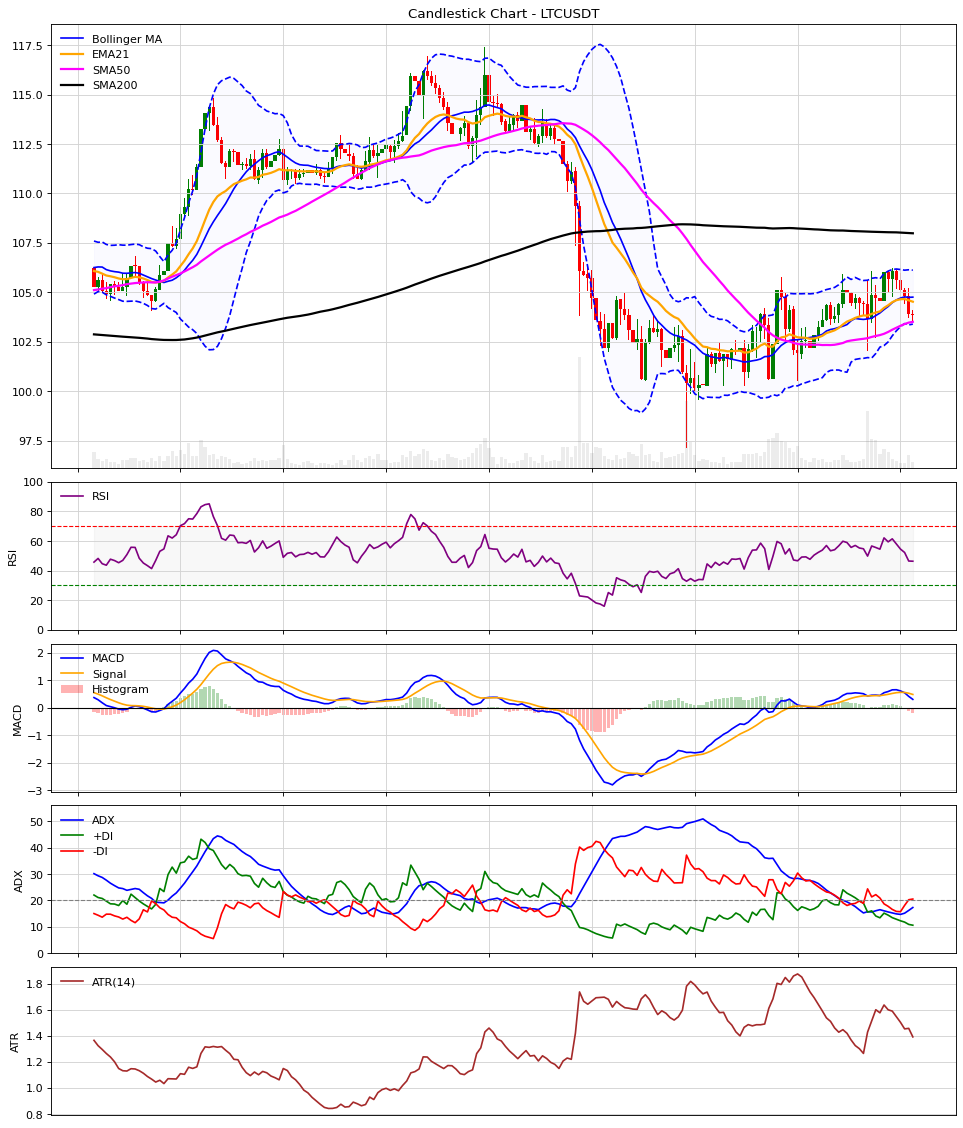 Candlestick Chart - LTCUSDT
Bollinger MA
EMA21
SMA50
SMA200
117.5
115.0
112.5
110.0
107.5
105.0
102.5
100.0
97.5
RSI
RSI
100
80
60
40
20
0
MACD
Signal
Histogram
MACD
2
1
0
−1
−2
−3
ADX
+DI
-DI
ADX
50
40
30
20
10
0
ATR(14)
ATR
1.8
1.6
1.4
1.2
1.0
0.8